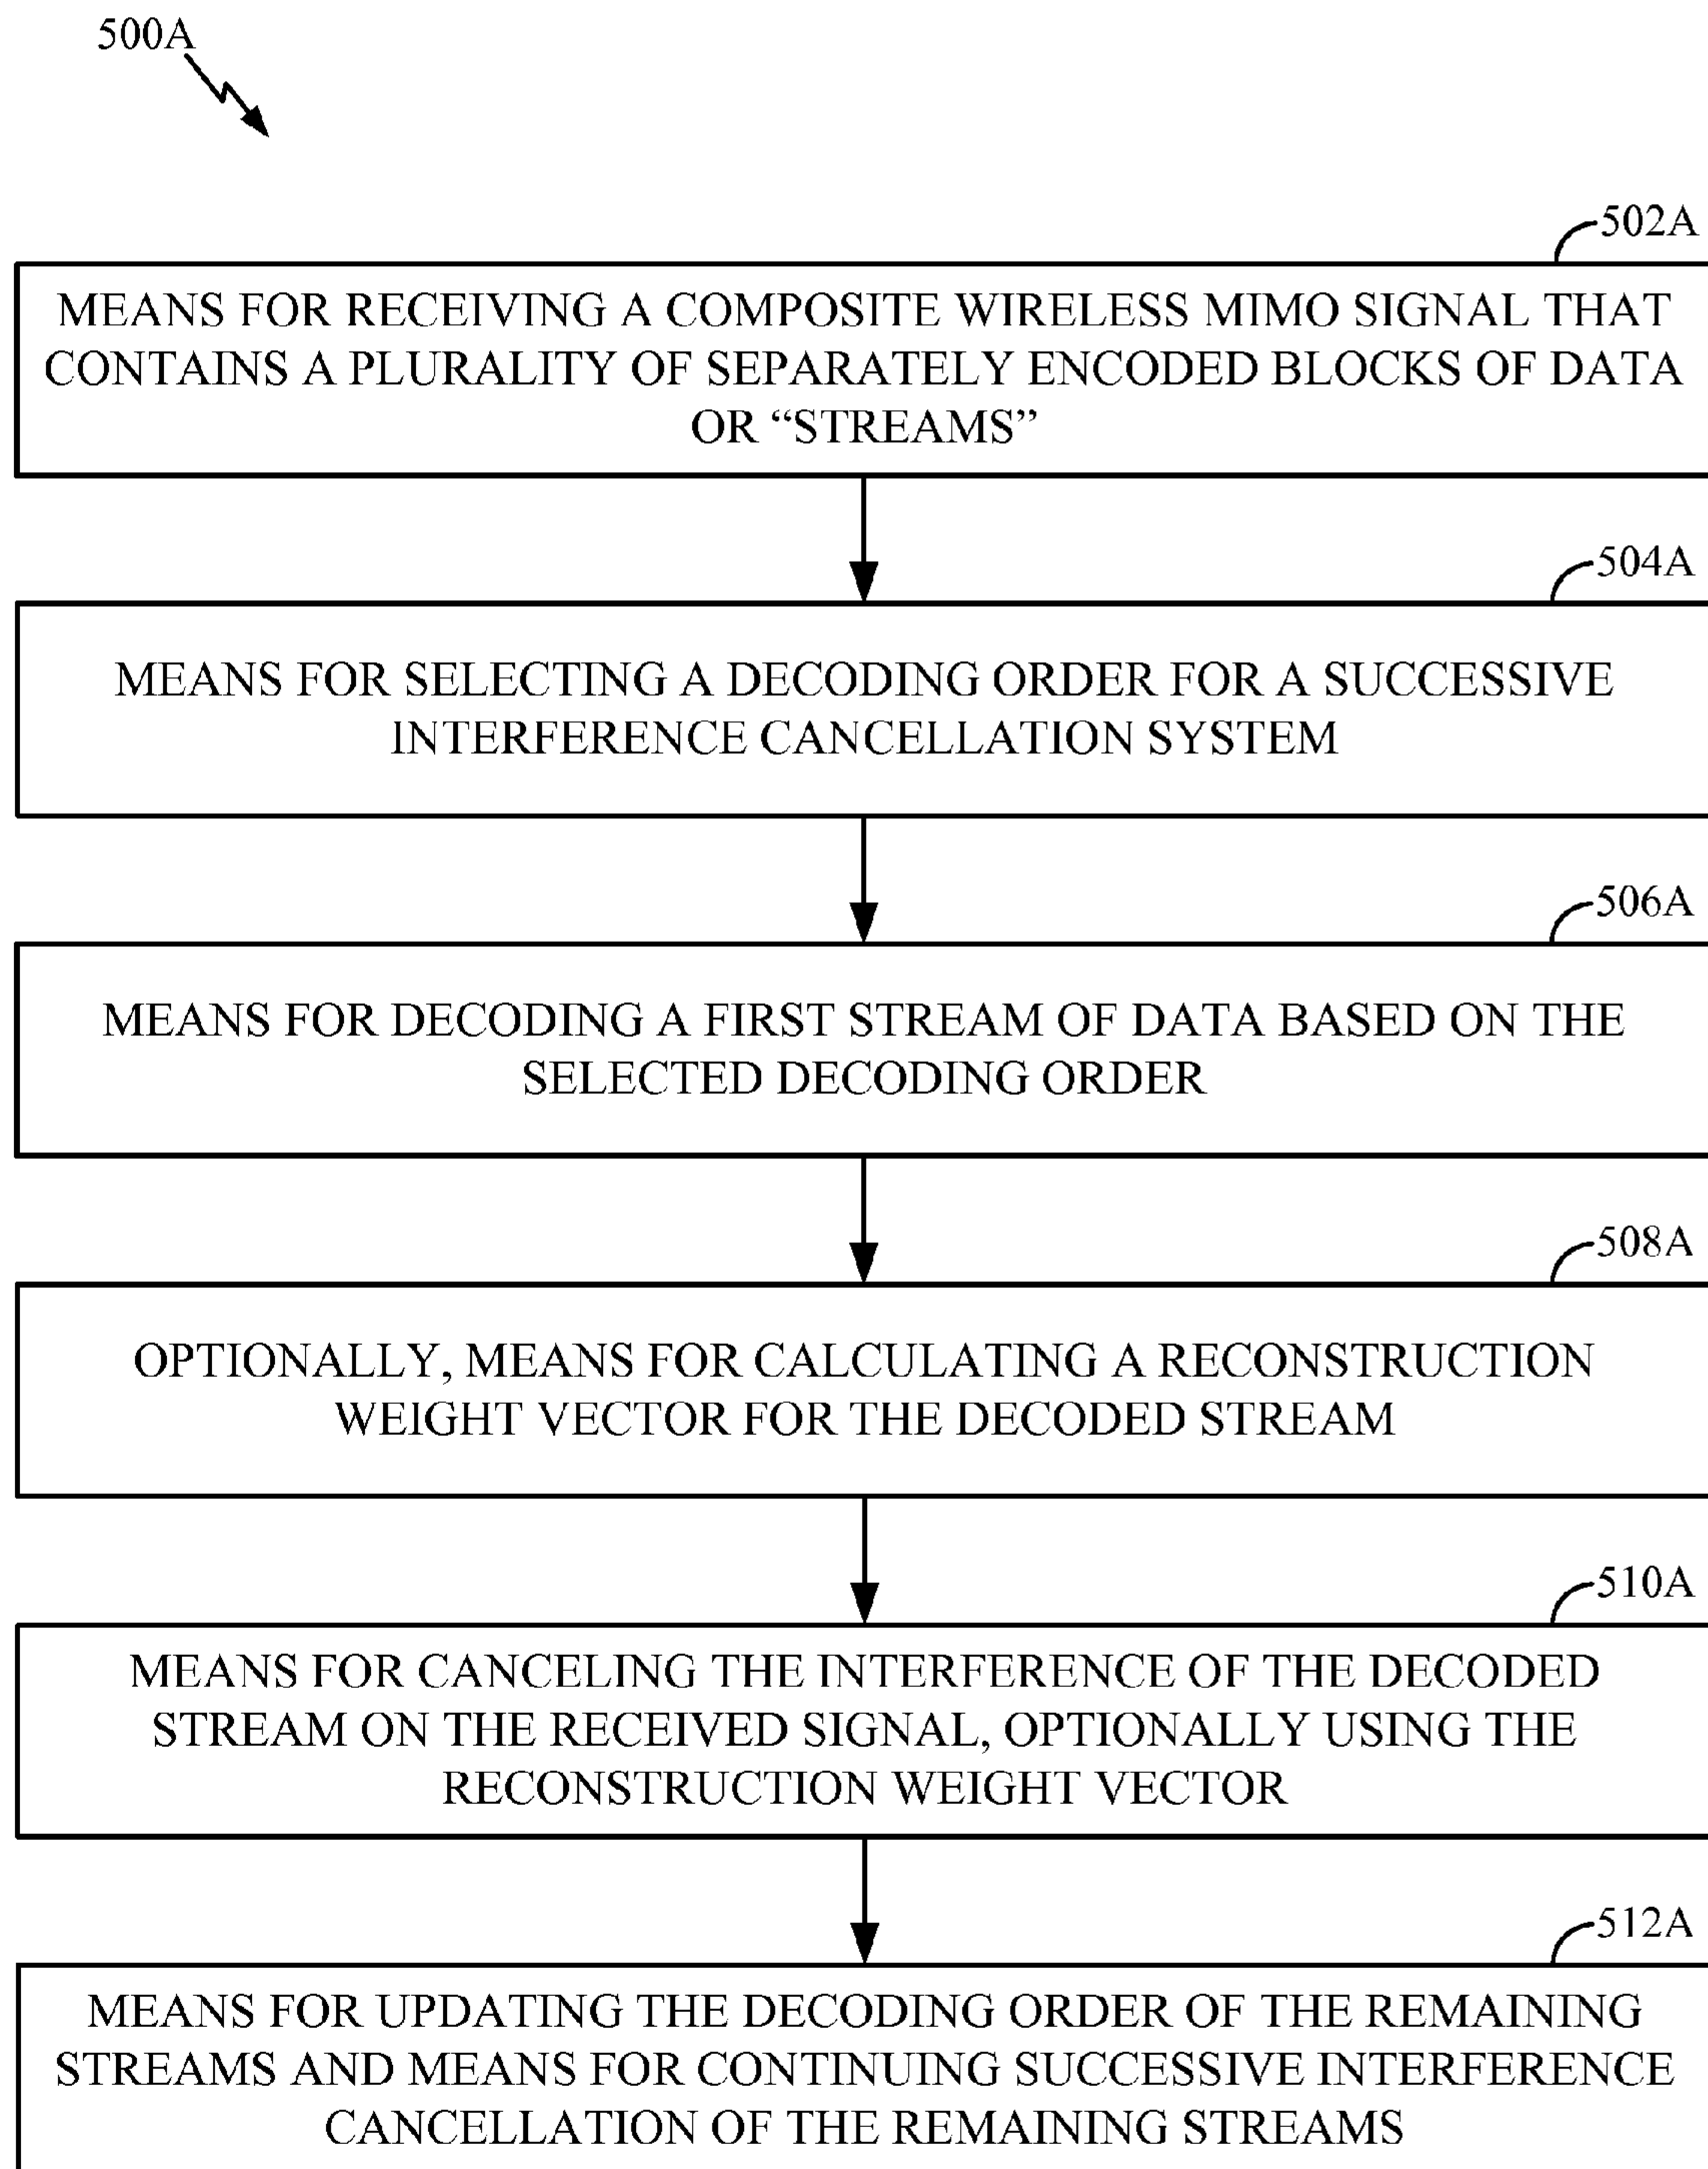 500A
502A
MEANS FOR RECEIVING A COMPOSITE WIRELESS MIMO SIGNAL THAT
CONTAINS A PLURALITY OF SEPARATELY ENCODED BLOCKS OF DATA
OR “STREAMS”
504A
MEANS FOR SELECTING A DECODING ORDER FOR A SUCCESSIVE
INTERFERENCE CANCELLATION SYSTEM
506A
MEANS FOR DECODING A FIRST STREAM OF DATA BASED ON THE
SELECTED DECODING ORDER
508A
OPTIONALLY, MEANS FOR CALCULATING A RECONSTRUCTION
WEIGHT VECTOR FOR THE DECODED STREAM
510A
MEANS FOR CANCELING THE INTERFERENCE OF THE DECODED
STREAM ON THE RECEIVED SIGNAL, OPTIONALLY USING THE
RECONSTRUCTION WEIGHT VECTOR
512A
MEANS FOR UPDATING THE DECODING ORDER OF THE REMAINING
STREAMS AND MEANS FOR CONTINUING SUCCESSIVE INTERFERENCE
CANCELLATION OF THE REMAINING STREAMS